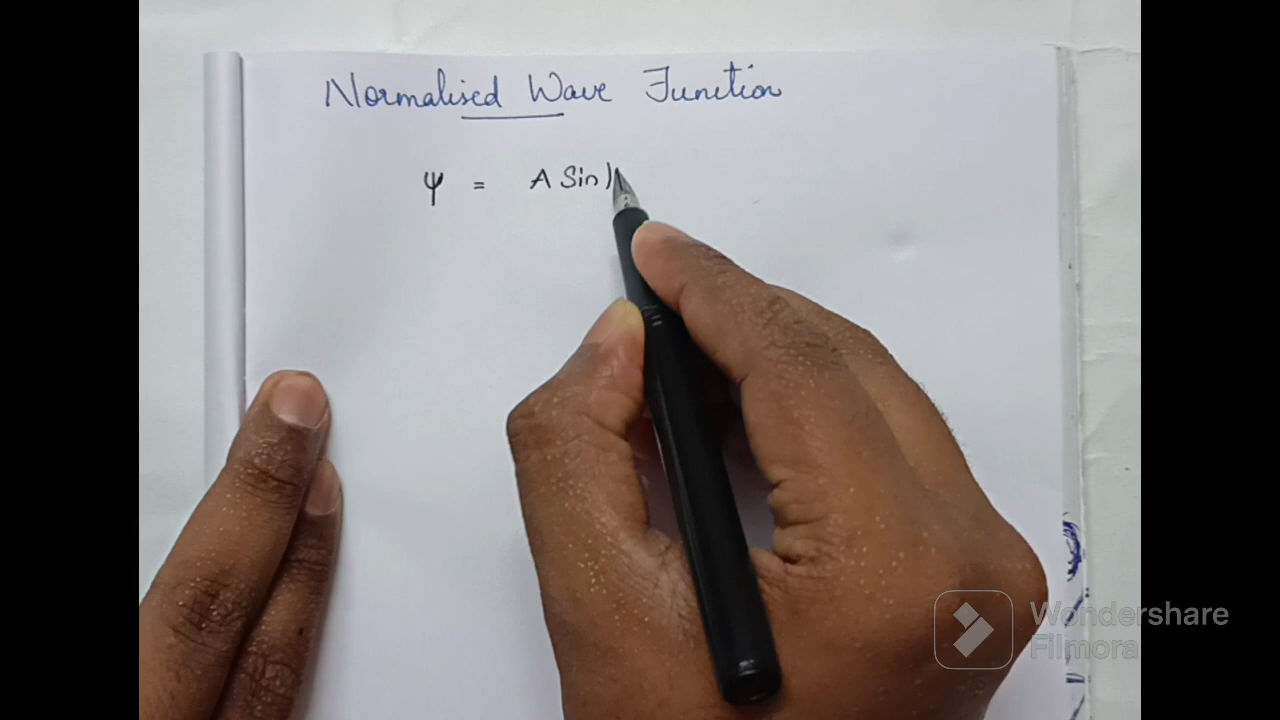 Normalised Wave Function
ψ = A Sin
Wondershare
Filmora